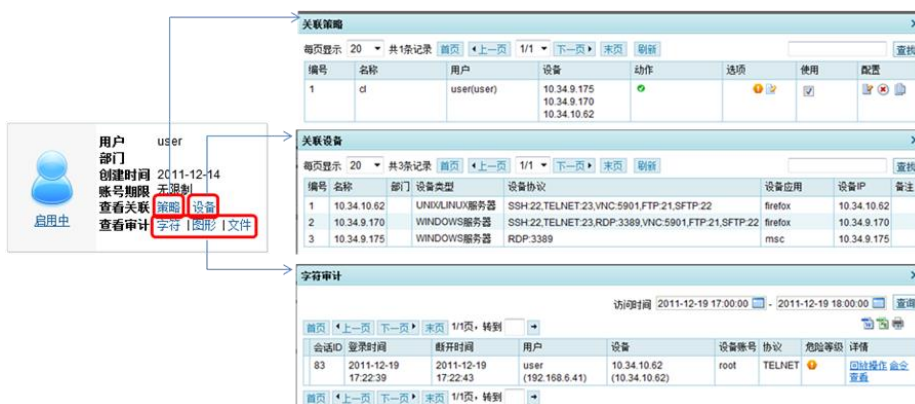 用户 user
部门
创建时间 2011-12-14
账号期限 无限制
查看关联 策略 设备
查看审计 字符 | 图形 | 文件
启用中
关联策略
每页显示 20 共1条记录 首页 上一页 1/1 下一页 末页 刷新 查找
编号 名称 用户 设备 动作 选项 使用 配置
1 cl user(user) 10.34.9.175
10.34.9.170
10.34.10.62
关联设备
每页显示 20 共3条记录 首页 上一页 1/1 下一页 末页 刷新 查找
编号 名称 部门 设备类型 设备协议 设备应用 设备IP 备注
1 10.34.10.62 UNIX/LINUX服务器 SSH:22,TELNET:23,VNC:5901,FTP:21,SFTP:22 firefox 10.34.10.62
2 10.34.9.170 WINDOWS服务器 SSH:22,TELNET:23,RDP:3389,VNC:5901,FTP:21,SFTP:22 firefox 10.34.9.170
3 10.34.9.175 WINDOWS服务器 RDP:3389 msc 10.34.9.175
字符审计
访问时间 2011-12-19 17:00:00 - 2011-12-19 18:00:00 查询
首页 上一页 下一页 末页 1/1页，转到
会话ID 登录时间 断开时间 用户 设备 设备账号 协议 危险等级 详情
83 2011-12-19 2011-12-19 user 10.34.10.62 root TELNET 回放操作 命令
17:22:39 17:22:43 (192.168.6.41) (10.34.10.62) 查看
首页 上一页 下一页 末页 1/1页，转到